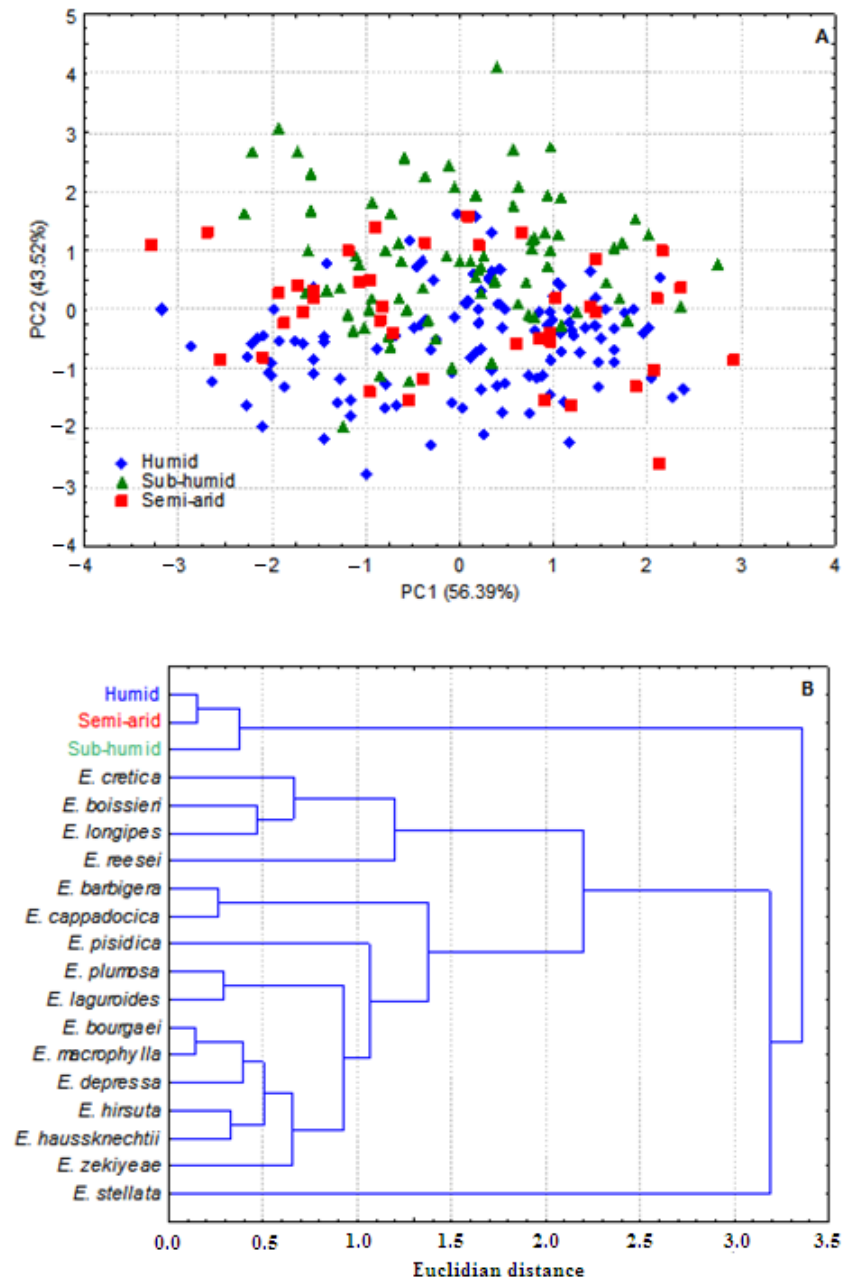 A
5
4
3
2
1
0
−1
−2
−3
−4
PC2 (43.52%)
Humid
Sub-humid
Semi-arid
−4 −3 −2 −1 0 1 2 3 4
PC1 (56.39%)
B
Humid
Semi-arid
Sub-humid
E. cretica
E. boissieri
E. longipes
E. reesei
E. barbigera
E. cappadocica
E. pisidica
E. plumosa
E. laguroides
E. bourgaei
E. macrophylla
E. depressa
E. hirsuta
E. haussknechtii
E. zekiyeae
E. stellata
0.0 0.5 1.0 1.5 2.0 2.5 3.0 3.5
Euclidian distance